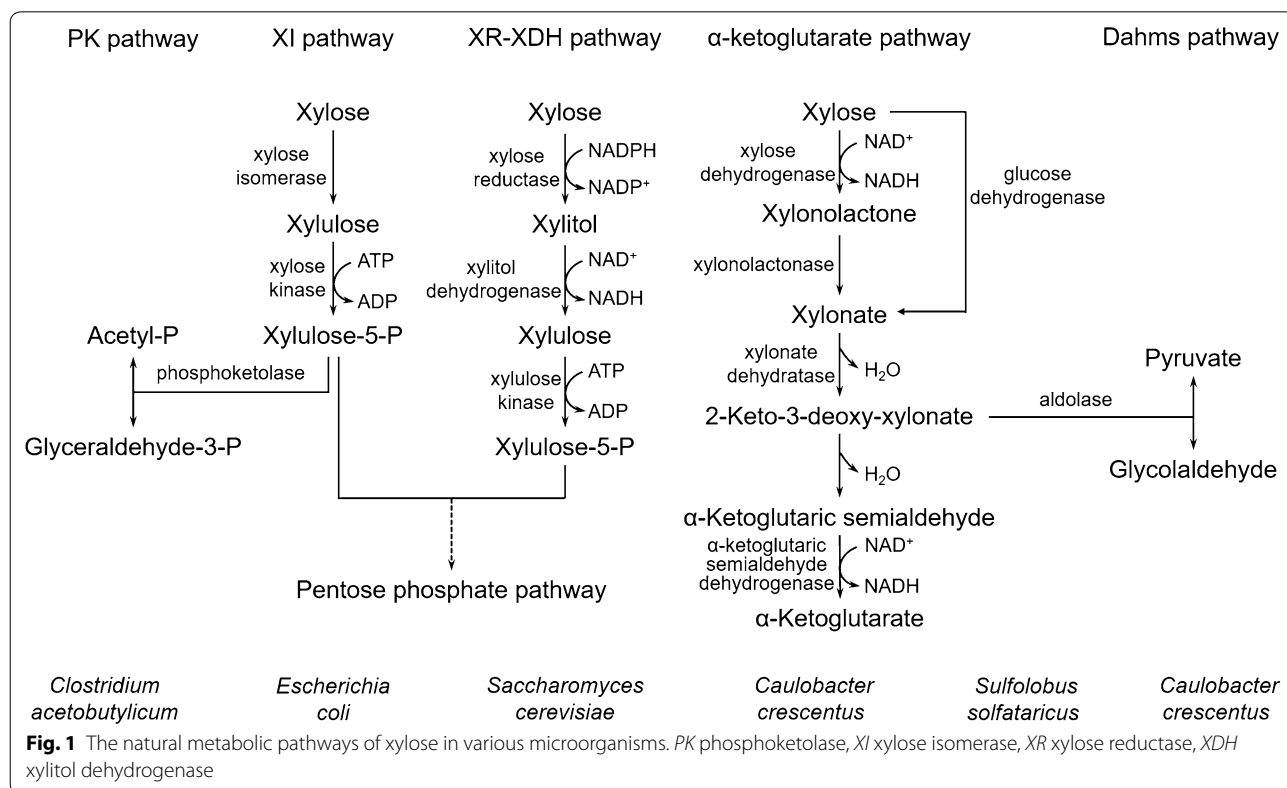 PK pathway
XI pathway
XR-XDH pathway
α-ketoglutarate pathway
Dahms pathway
Xylose
xylose
isomerase
Xylulose
xylose
kinase
ATP
ADP
Xylulose-5-P
Acetyl-P
phosphoketolase
Glyceraldehyde-3-P
Xylose
xylose
reductase
NADPH
NADP⁺
Xylitol
xylitol
dehydrogenase
NAD⁺
NADH
Xylulose
xylulose
kinase
ATP
ADP
Xylulose-5-P
Pentose phosphate pathway
Xylose
xylose
dehydrogenase
NAD⁺
NADH
glucose
dehydrogenase
Xylonolactone
xylonolactonase
Xylonate
xylonate
dehydratase
H₂O
2-Keto-3-deoxy-xylonate
aldolase
Pyruvate
Glycolaldehyde
H₂O
α-Ketoglutaric semialdehyde
α-ketoglutaric
semialdehyde
dehydrogenase
NAD⁺
NADH
α-Ketoglutarate
Clostridium
acetobutylicum
Escherichia
coli
Saccharomyces
cerevisiae
Caulobacter
crescentus
Sulfolobus
solfataricus
Caulobacter
crescentus
Fig. 1 The natural metabolic pathways of xylose in various microorganisms. PK phosphoketolase, XI xylose isomerase, XR xylose reductase, XDH
xylitol dehydrogenase